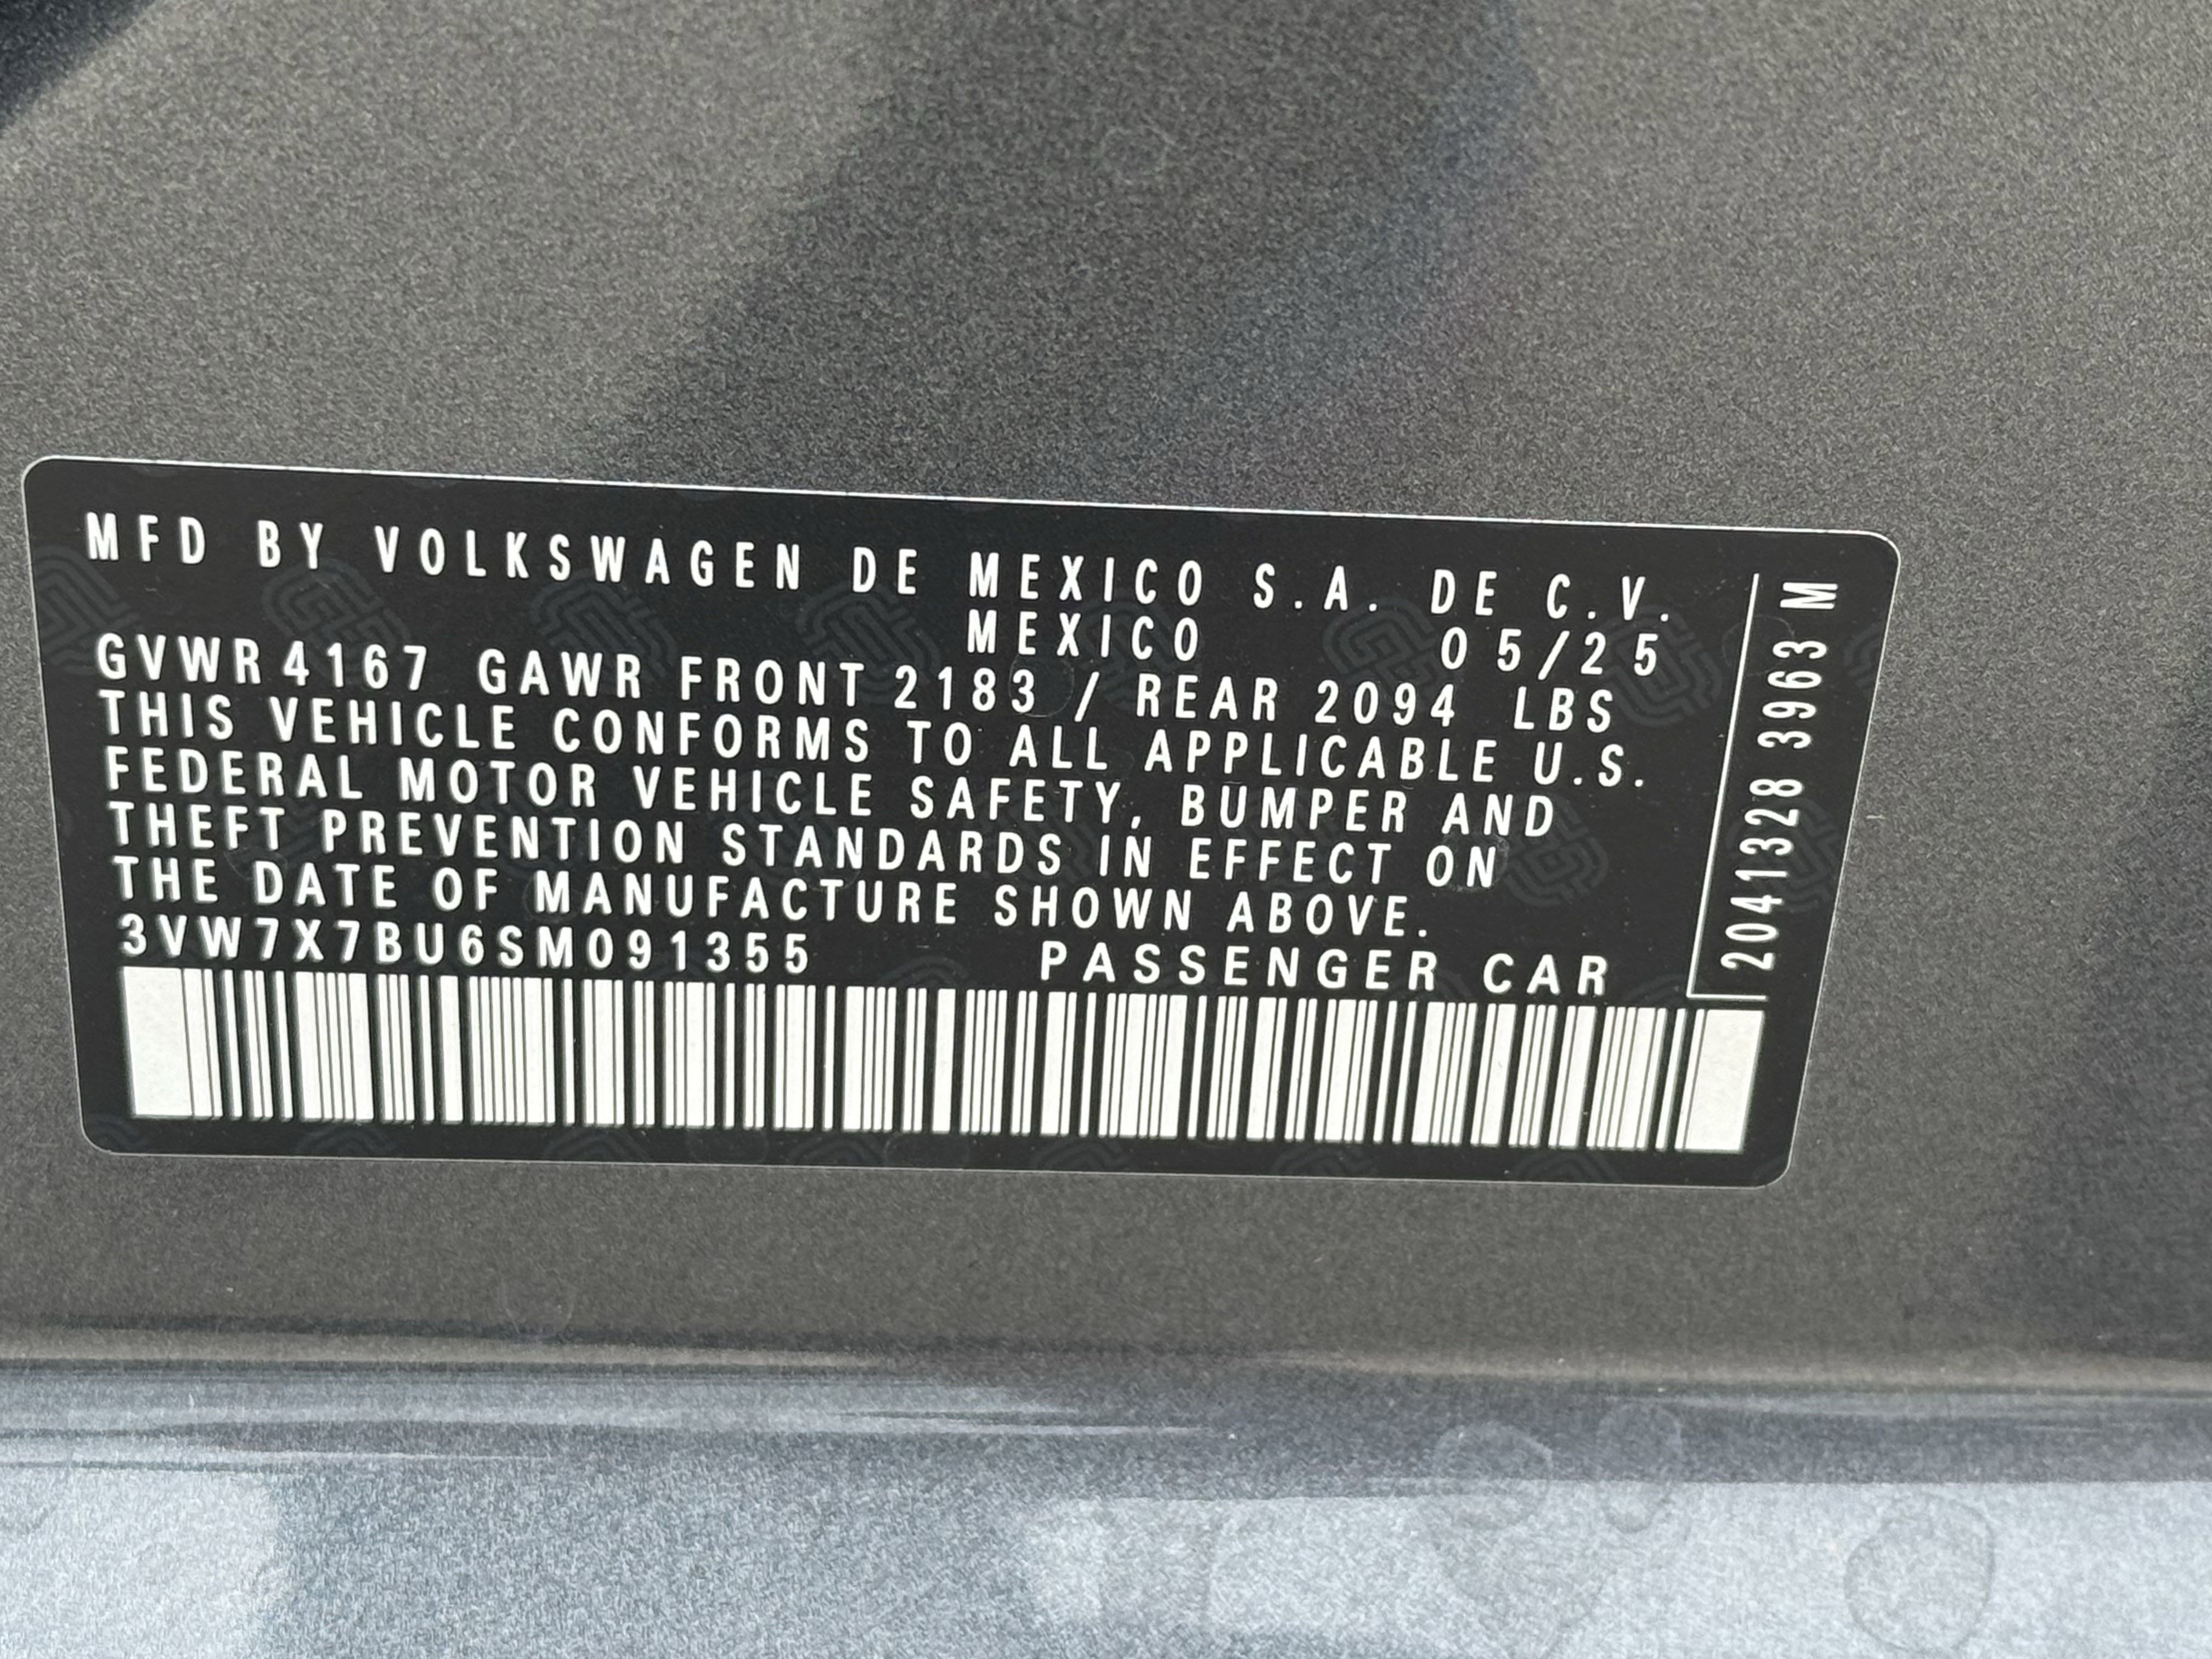 MFD BY VOLKSWAGEN DE MEXICO S.A. DE C.V.
MEXICO 05/25
GVWR 4167 GAWR FRONT 2183 / REAR 2094 LBS
THIS VEHICLE CONFORMS TO ALL APPLICABLE U.S.
FEDERAL MOTOR VEHICLE SAFETY, BUMPER AND
THEFT PREVENTION STANDARDS IN EFFECT ON
THE DATE OF MANUFACTURE SHOWN ABOVE.
3VW7X7BU6SM091355 PASSENGER CAR
2041328 3963 M